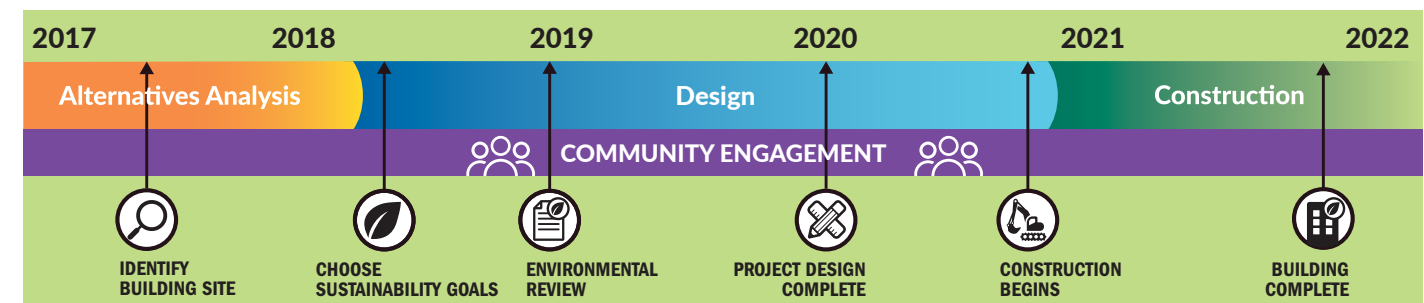 2017 2018 2019 2020 2021 2022
Alternatives Analysis Design Construction
COMMUNITY ENGAGEMENT
IDENTIFY
BUILDING SITE
CHOOSE
SUSTAINABILITY GOALS
ENVIRONMENTAL
REVIEW
PROJECT DESIGN
COMPLETE
CONSTRUCTION
BEGINS
BUILDING
COMPLETE